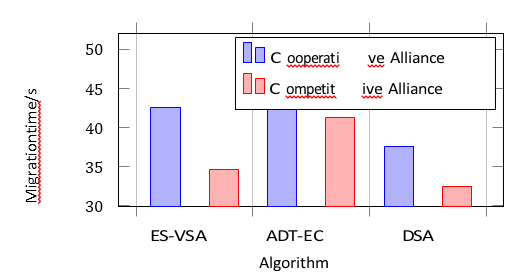 50
C ooperati ve Alliance
C ompetit ive Alliance
45
40
35
30
Migrationtime/s
ES-VSA ADT-EC DSA
Algorithm